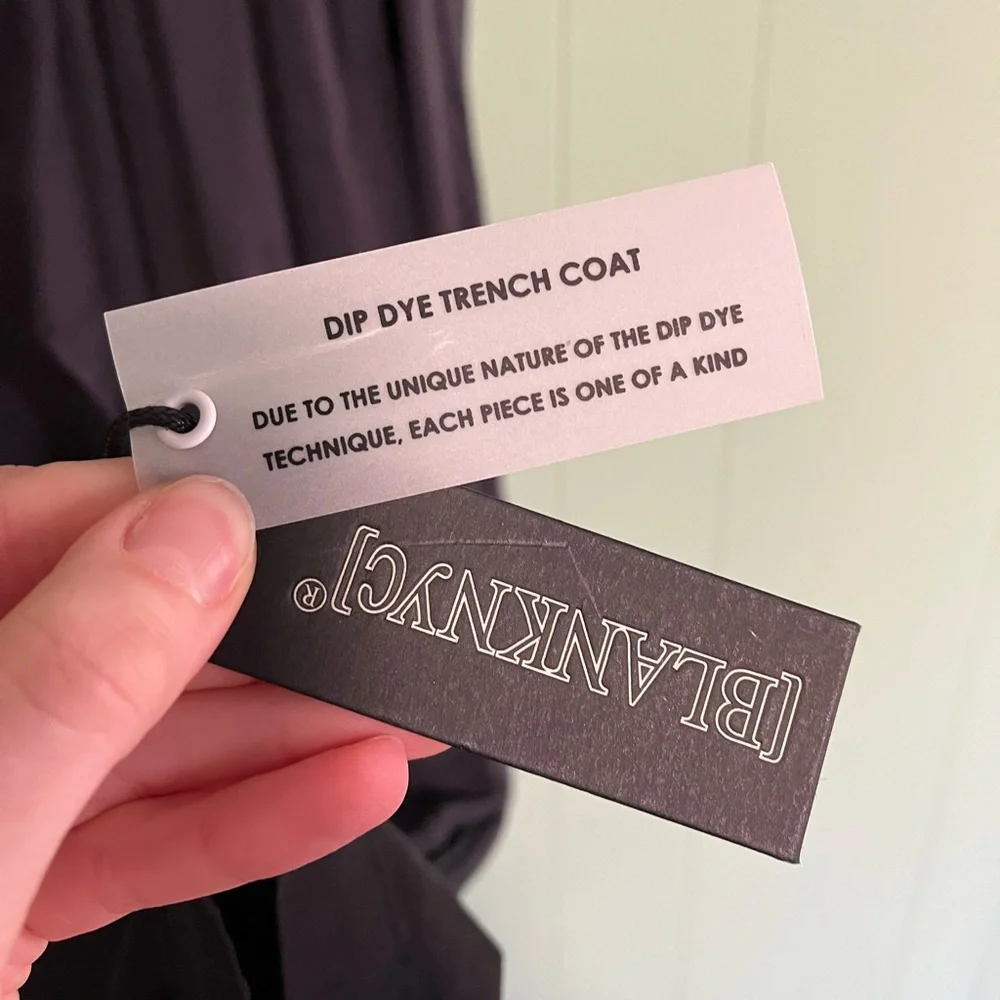 DIP DYE TRENCH COAT
DUE TO THE UNIQUE NATURE OF THE DIP DYE
TECHNIQUE, EACH PIECE IS ONE OF A KIND
[BLANKNYC]®